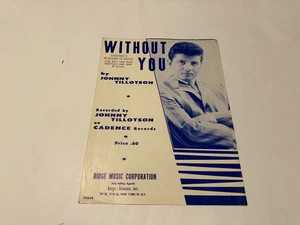 WITHOUT
YOU
by
JOHNNY
TILLOTSON
Recorded by
JOHNNY
TILLOTSON
on
CADENCE Records
Price .60
RIDGE MUSIC CORPORATION